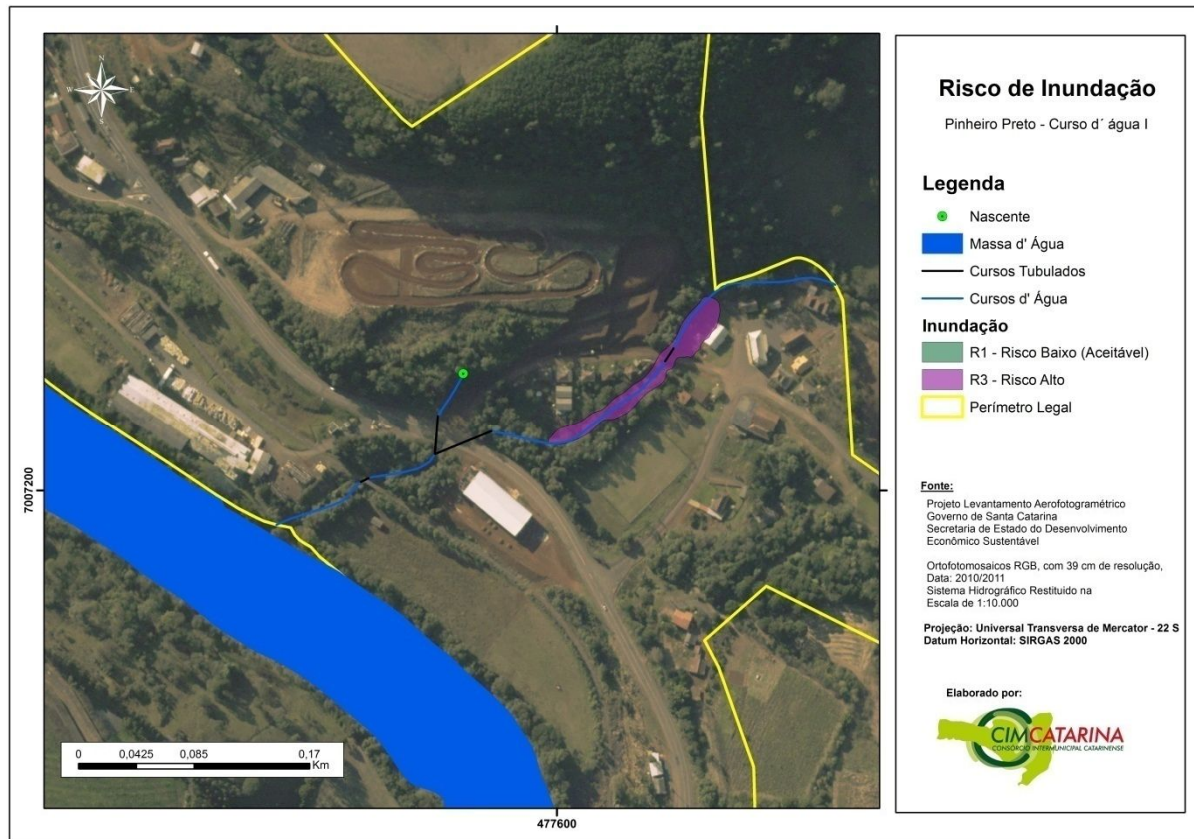 N
W
E
S
0
0,0425
0,085
0,17
Km
7007200
477600
Risco de Inundação
Pinheiro Preto - Curso d´ água I
Legenda
Nascente
Massa d' Água
Cursos Tubulados
Cursos d' Água
Inundação
R1 - Risco Baixo (Aceitável)
R3 - Risco Alto
Perímetro Legal
Fonte:
Projeto Levantamento Aerofotogramétrico
Governo de Santa Catarina
Secretaria de Estado do Desenvolvimento
Econômico Sustentável
Ortofotomosaicos RGB, com 39 cm de resolução,
Data: 2010/2011
Sistema Hidrográfico Restituido na
Escala de 1:10.000
Projeção: Universal Transversa de Mercator - 22 S
Datum Horizontal: SIRGAS 2000
Elaborado por:
CIMCATARINA
CONSÓRCIO INTERMUNICIPAL CATARINENSE